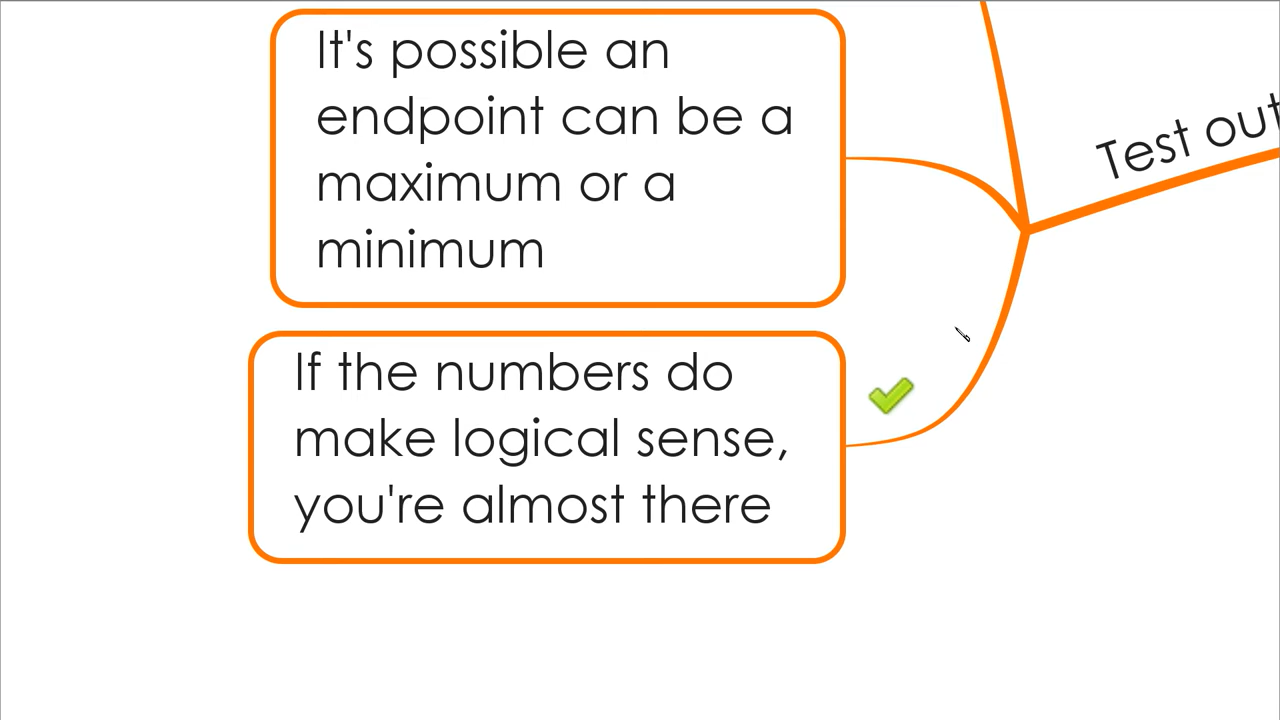 It's possible an
endpoint can be a
maximum or a
minimum
Test out
If the numbers do
make logical sense,
you're almost there